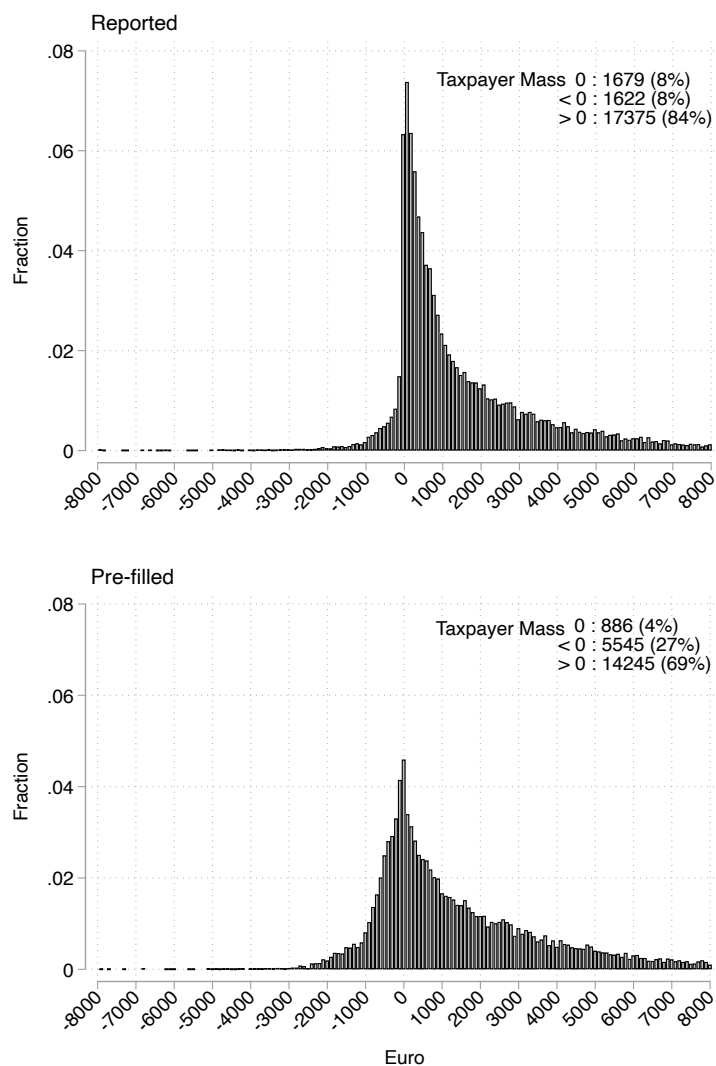 Reported
.08
.06
.04
.02
0
Fraction
Taxpayer Mass 0 : 1679 (8%)
< 0 : 1622 (8%)
> 0 : 17375 (84%)
-8000 -7000 -6000 -5000 -4000 -3000 -2000 -1000 0 1000 2000 3000 4000 5000 6000 7000 8000
Pre-filled
.08
.06
.04
.02
0
Fraction
Taxpayer Mass 0 : 886 (4%)
< 0 : 5545 (27%)
> 0 : 14245 (69%)
-8000 -7000 -6000 -5000 -4000 -3000 -2000 -1000 0 1000 2000 3000 4000 5000 6000 7000 8000
Euro